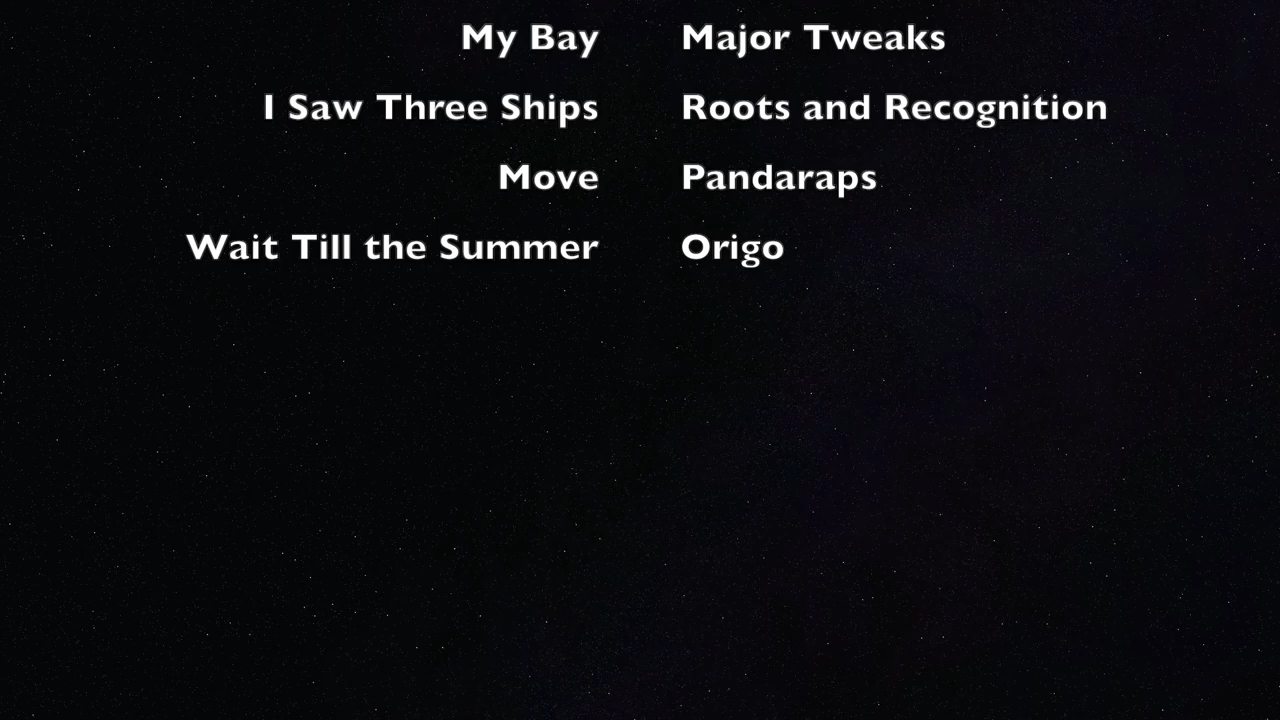 My Bay Major Tweaks
I Saw Three Ships Roots and Recognition
Move Pandaraps
Wait Till the Summer Origo